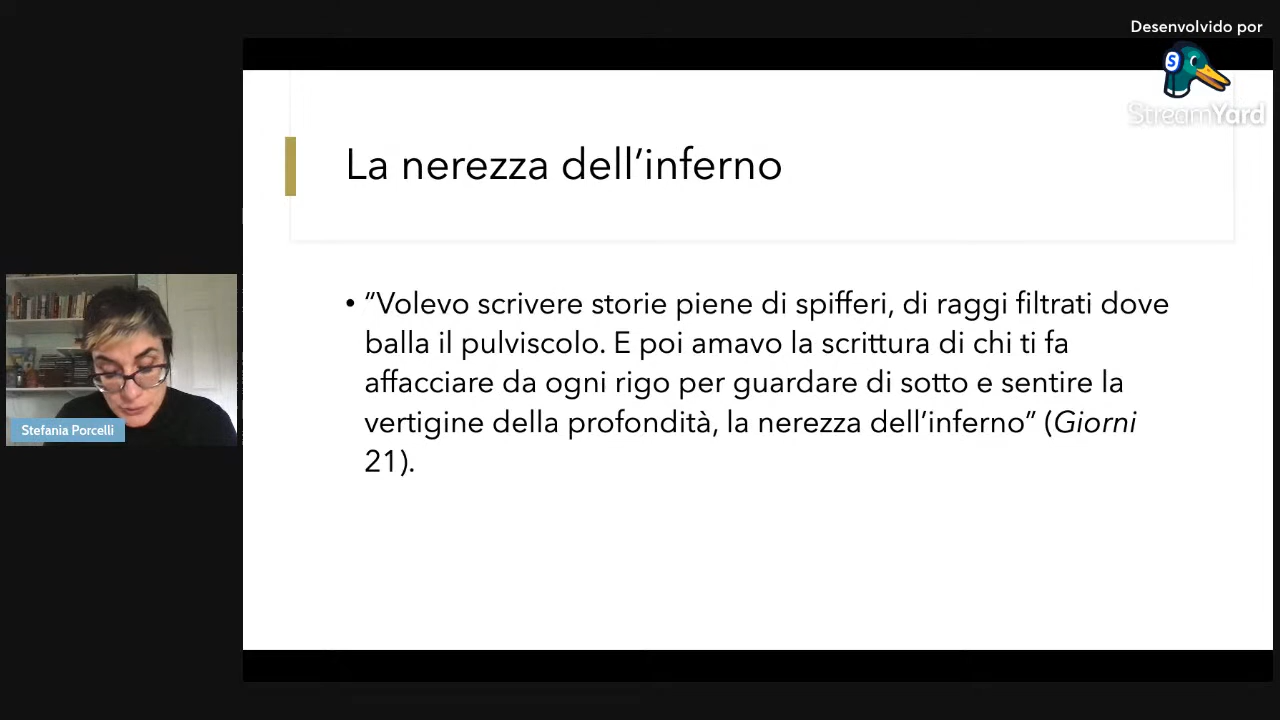 Desenvolvido por
S
StreamYard
La nerezza dell’inferno
• “Volevo scrivere storie piene di spifferi, di raggi filtrati dove
balla il pulviscolo. E poi amavo la scrittura di chi ti fa
affacciare da ogni rigo per guardare di sotto e sentire la
vertigine della profondità, la nerezza dell’inferno” (Giorni
21).
Stefania Porcelli